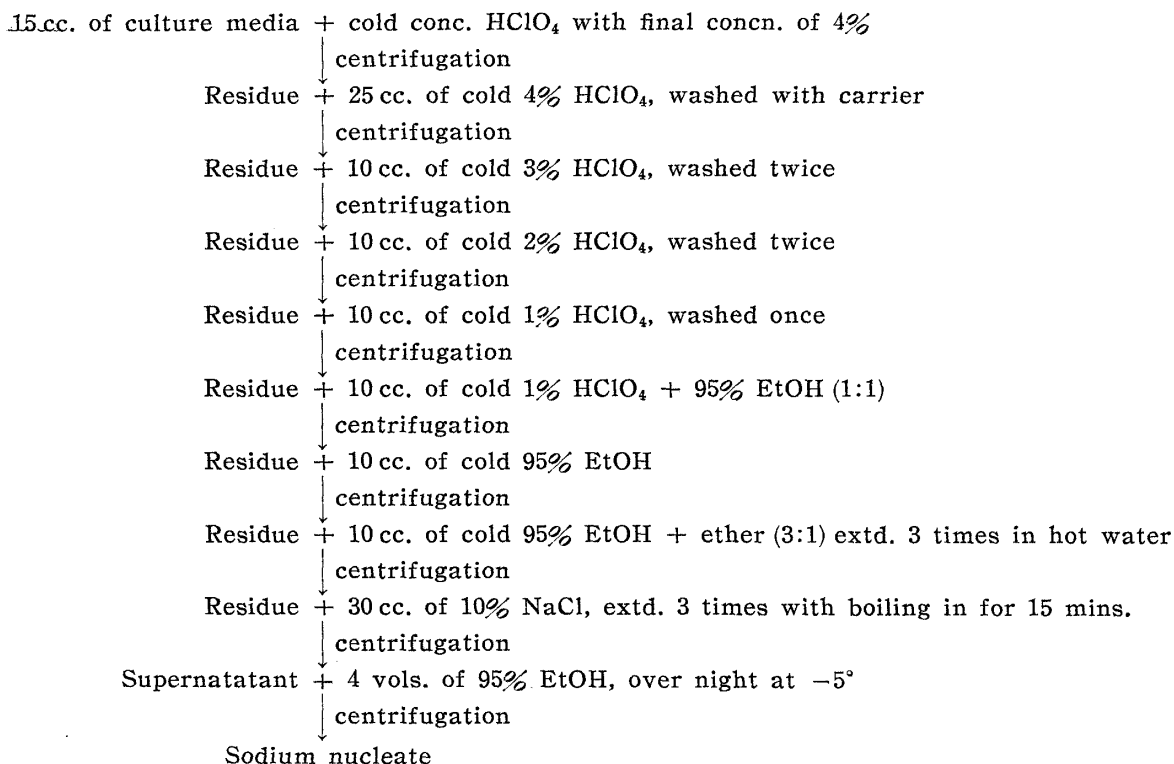 15 cc. of culture media + cold conc. HClO₄ with final concn. of 4%
centrifugation
Residue + 25 cc. of cold 4% HClO₄, washed with carrier
centrifugation
Residue + 10 cc. of cold 3% HClO₄, washed twice
centrifugation
Residue + 10 cc. of cold 2% HClO₄, washed twice
centrifugation
Residue + 10 cc. of cold 1% HClO₄, washed once
centrifugation
Residue + 10 cc. of cold 1% HClO₄ + 95% EtOH (1:1)
centrifugation
Residue + 10 cc. of cold 95% EtOH
centrifugation
Residue + 10 cc. of cold 95% EtOH + ether (3:1) extd. 3 times in hot water
centrifugation
Residue + 30 cc. of 10% NaCl, extd. 3 times with boiling in for 15 mins.
centrifugation
Supernatatant + 4 vols. of 95% EtOH, over night at −5°
centrifugation
Sodium nucleate